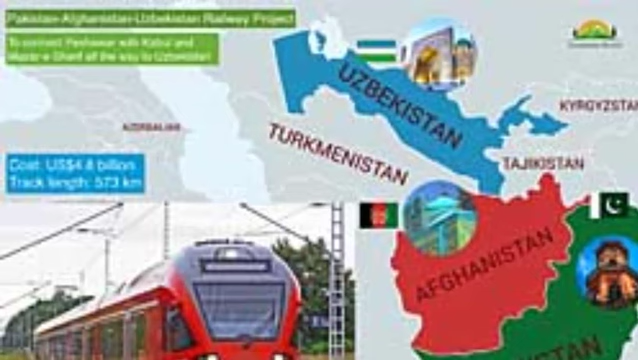 Pakistan-Afghanistan-Uzbekistan Railway Project
To connect Peshawar with Kabul and
Mazar-e-Sharif all the way to Uzbekistan
UZBEKISTAN
KYRGYZSTAN
AZERBAIJAN
TURKMENISTAN
TAJIKISTAN
Cost: US$4.8 billion
Track length: 573 km
AFGHANISTAN